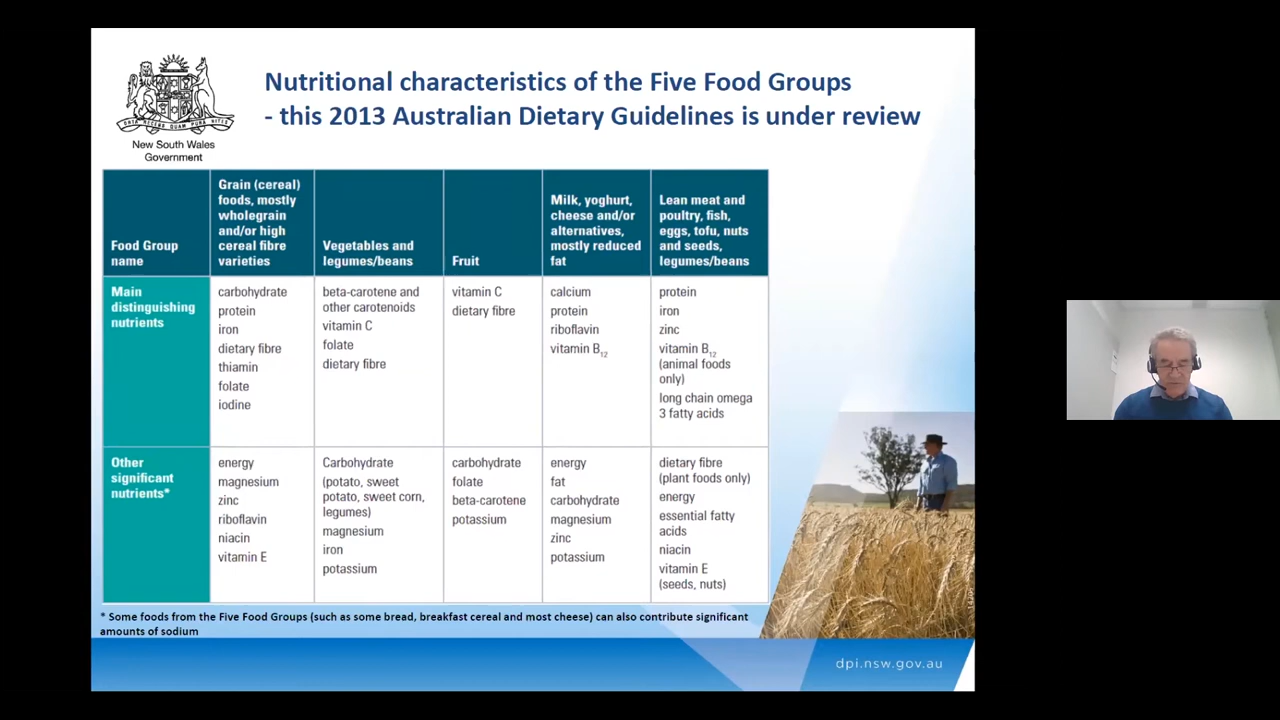 Nutritional characteristics of the Five Food Groups
- this 2013 Australian Dietary Guidelines is under review
New South Wales
Government
Food Group
name
Grain (cereal)
foods, mostly
wholegrain
and/or high
cereal fibre
varieties
Vegetables and
legumes/beans
Fruit
Milk, yoghurt,
cheese and/or
alternatives,
mostly reduced
fat
Lean meat and
poultry, fish,
eggs, tofu, nuts
and seeds,
legumes/beans
Main
distinguishing
nutrients
carbohydrate
protein
iron
dietary fibre
thiamin
folate
iodine
beta-carotene and
other carotenoids
vitamin C
folate
dietary fibre
vitamin C
dietary fibre
calcium
protein
riboflavin
vitamin B12
protein
iron
zinc
vitamin B12
(animal foods
only)
long chain omega
3 fatty acids
Other
significant
nutrients*
energy
magnesium
zinc
riboflavin
niacin
vitamin E
Carbohydrate
(potato, sweet
potato, sweet corn,
legumes)
magnesium
iron
potassium
carbohydrate
folate
beta-carotene
potassium
energy
fat
carbohydrate
magnesium
zinc
potassium
dietary fibre
(plant foods only)
energy
essential fatty
acids
niacin
vitamin E
(seeds, nuts)
* Some foods from the Five Food Groups (such as some bread, breakfast cereal and most cheese) can also contribute significant
amounts of sodium
dpi.nsw.gov.au